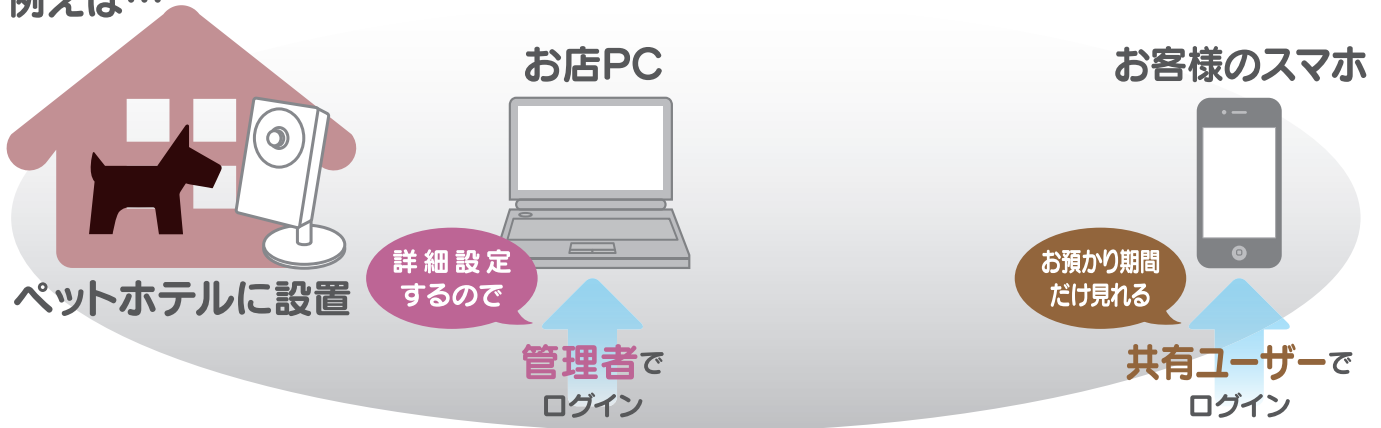 例えば…
お店PC
お客様のスマホ
詳細設定
するので
お預かり期間
だけ見れる
ペットホテルに設置
管理者で
ログイン
共有ユーザーで
ログイン